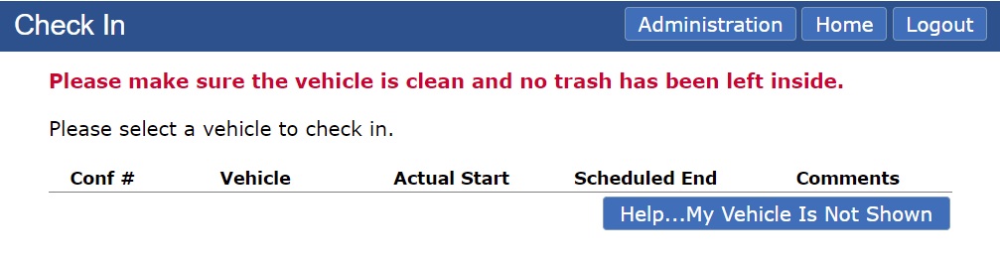 Check In Administration Home Logout
Please make sure the vehicle is clean and no trash has been left inside.
Please select a vehicle to check in.
Conf # Vehicle Actual Start Scheduled End Comments
Help...My Vehicle Is Not Shown